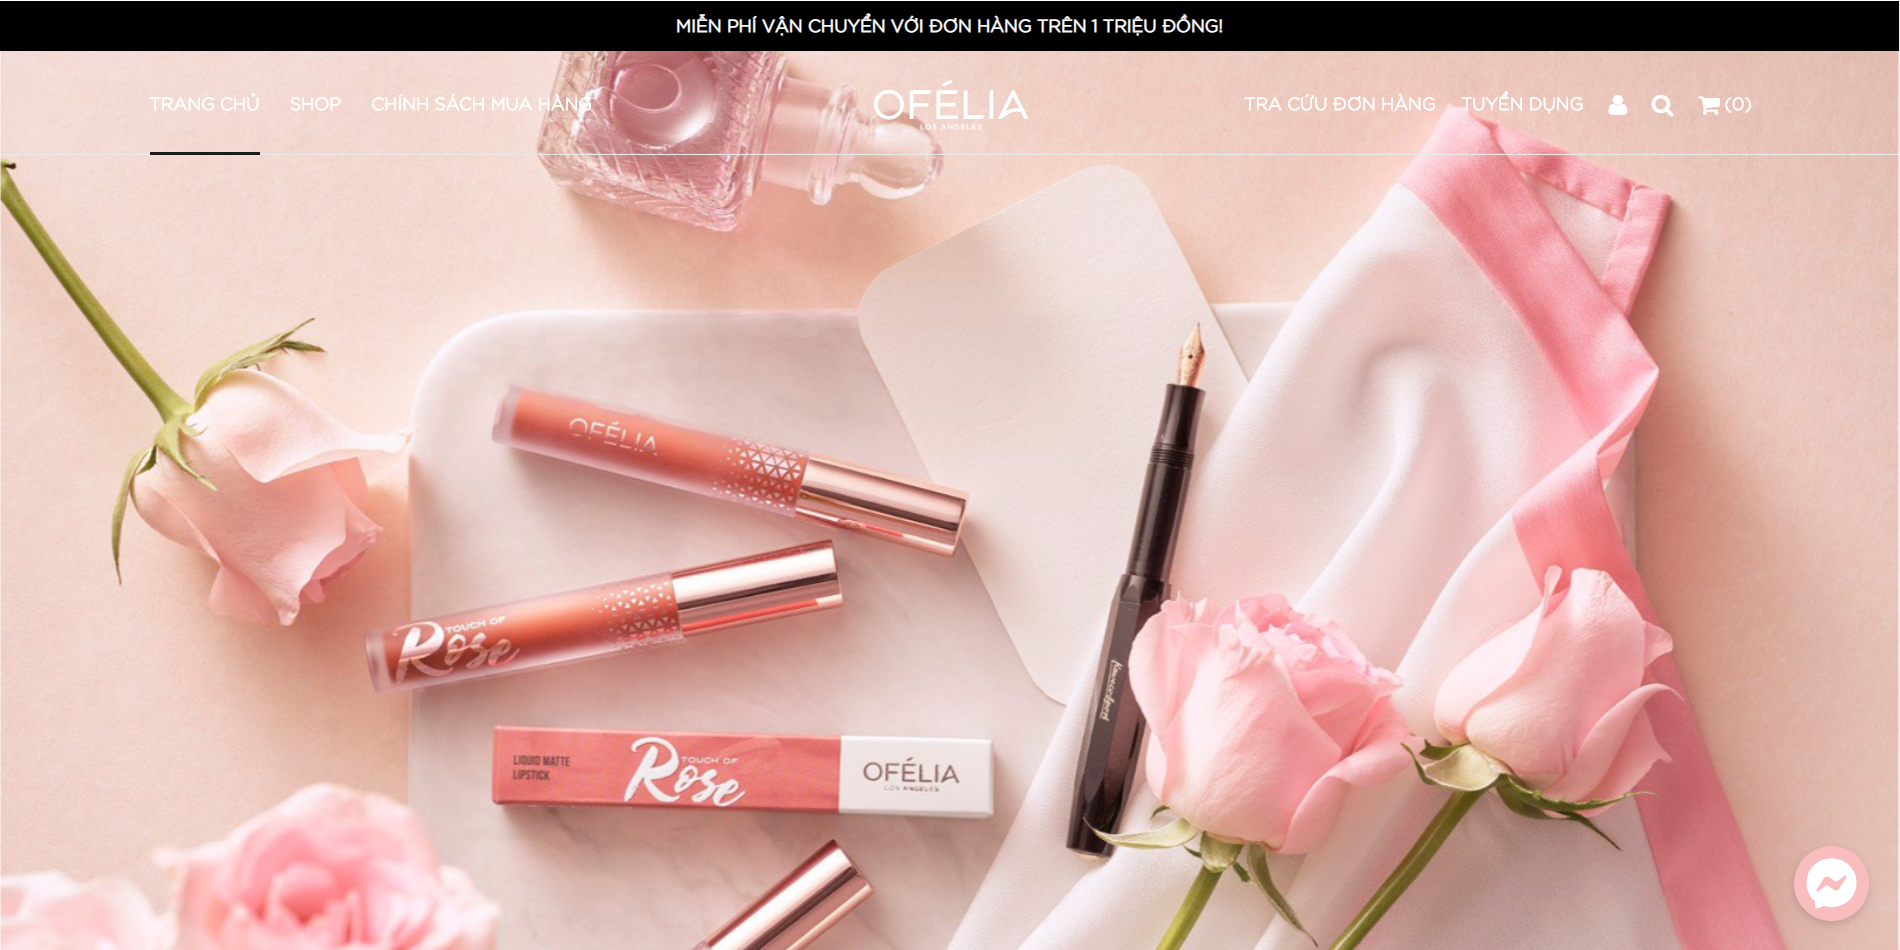 MIỄN PHÍ VẬN CHUYỂN VỚI ĐƠN HÀNG TRÊN 1 TRIỆU ĐỒNG!
TRANG CHỦ SHOP CHÍNH SÁCH MUA HÀNG
OFÉLIA
LOS ANGELES
TRA CỨU ĐƠN HÀNG TUYỂN DỤNG (0)
OFÉLIA
TOUCH OF
Rose
Kaweco Sport
LIQUID MATTE
LIPSTICK
TOUCH OF
Rose
OFÉLIA
LOS ANGELES